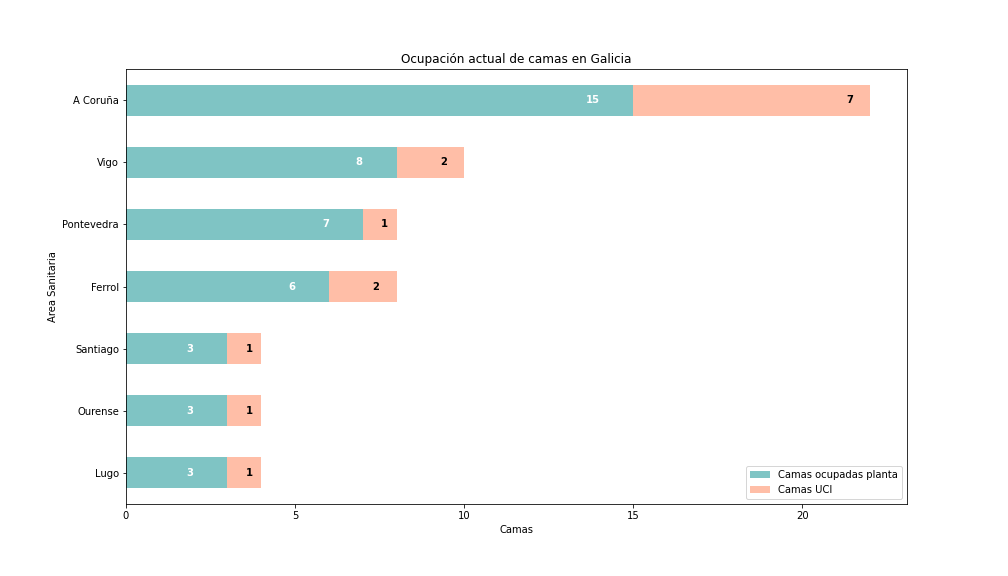 Ocupación actual de camas en Galicia
A Coruña 15 7
Vigo 8 2
Pontevedra 7 1
Ferrol 6 2
Santiago 3 1
Ourense 3 1
Lugo 3 1
Area Sanitaria
Camas ocupadas planta
Camas UCI
0 5 10 15 20
Camas